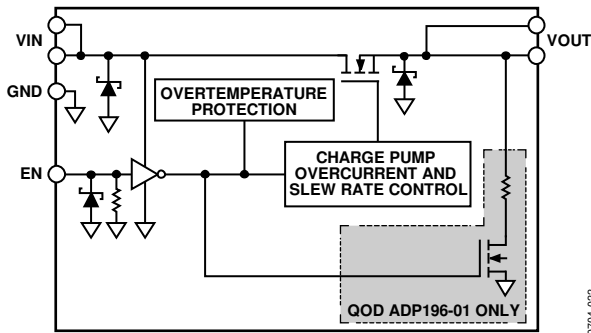 VIN
VOUT
GND
OVERTEMPERATURE
PROTECTION
EN
CHARGE PUMP
OVERCURRENT AND
SLEW RATE CONTROL
QOD ADP196-01 ONLY